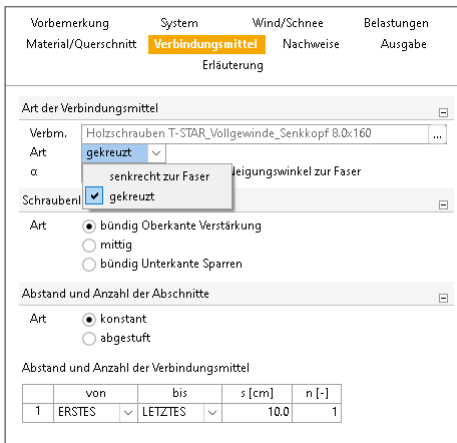 Vorbemerkung System Wind/Schnee Belastungen
Material/Querschnitt Verbindungsmittel Nachweise Ausgabe
Erläuterung
Art der Verbindungsmittel
Verbm. Holzschrauben T-STAR_Vollgewinde_Senkkopf 8.0x160 ...
Art gekreuzt
α zur Faser
senkrecht zur Faser
gekreuzt
Art bündig Oberkante Verstärkung
mittig
bündig Unterkante Sparren
Abstand und Anzahl der Abschnitte
Art konstant
abgestuft
Abstand und Anzahl der Verbindungsmittel
von bis s [cm] n [-]
1 ERSTES LETZTES 10.0 1